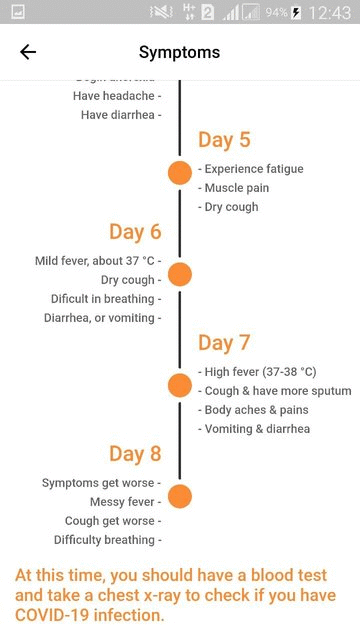 94% 12:43
Symptoms
Have headache -
Have diarrhea -
Day 5
- Experience fatigue
- Muscle pain
- Dry cough
Day 6
Mild fever, about 37 °C -
Dry cough -
Dificult in breathing -
Diarrhea, or vomiting -
Day 7
- High fever (37-38 °C)
- Cough & have more sputum
- Body aches & pains
- Vomiting & diarrhea
Day 8
Symptoms get worse -
Messy fever -
Cough get worse -
Difficulty breathing -
At this time, you should have a blood test
and take a chest x-ray to check if you have
COVID-19 infection.